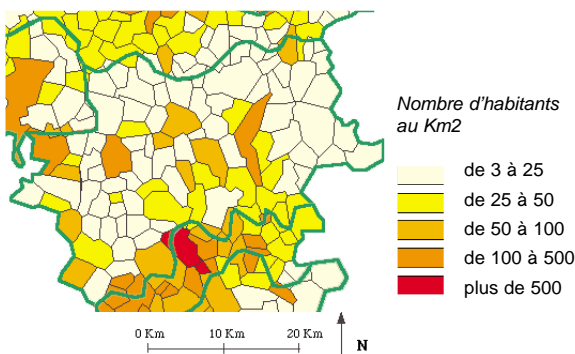 Nombre d'habitants
au Km2
de 3 à 25
de 25 à 50
de 50 à 100
de 100 à 500
plus de 500
0 Km 10 Km 20 Km
N